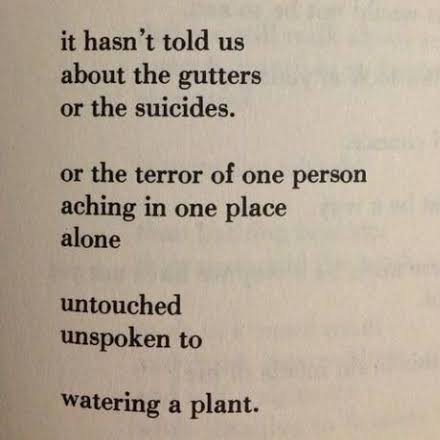 it hasn't told us
about the gutters
or the suicides.
or the terror of one person
aching in one place
alone
untouched
unspoken to
watering a plant.